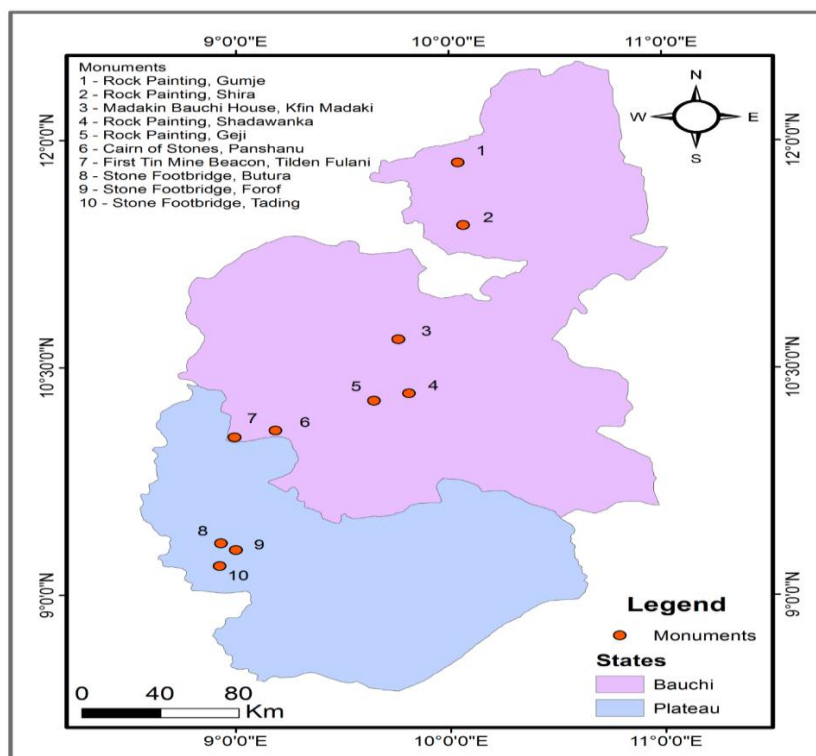 9°0'0"E 10°0'0"E 11°0'0"E
Monuments
1 - Rock Painting, Gumje
2 - Rock Painting, Shira
3 - Madakin Bauchi House, Kfin Madaki
4 - Rock Painting, Shadawanka
5 - Rock Painting, Geji
6 - Cairn of Stones, Panshanu
7 - First Tin Mine Beacon, Tilden Fulani
8 - Stone Footbridge, Butura
9 - Stone Footbridge, Forof
10 - Stone Footbridge, Tading
N
W E
S
12°0'0"N 12°0'0"N
1
2
3
10°30'0"N 10°30'0"N
5 4
7 6
8
9
10
9°0'0"N 9°0'0"N
Legend
Monuments
States
Bauchi
Plateau
0 40 80
Km
9°0'0"E 10°0'0"E 11°0'0"E